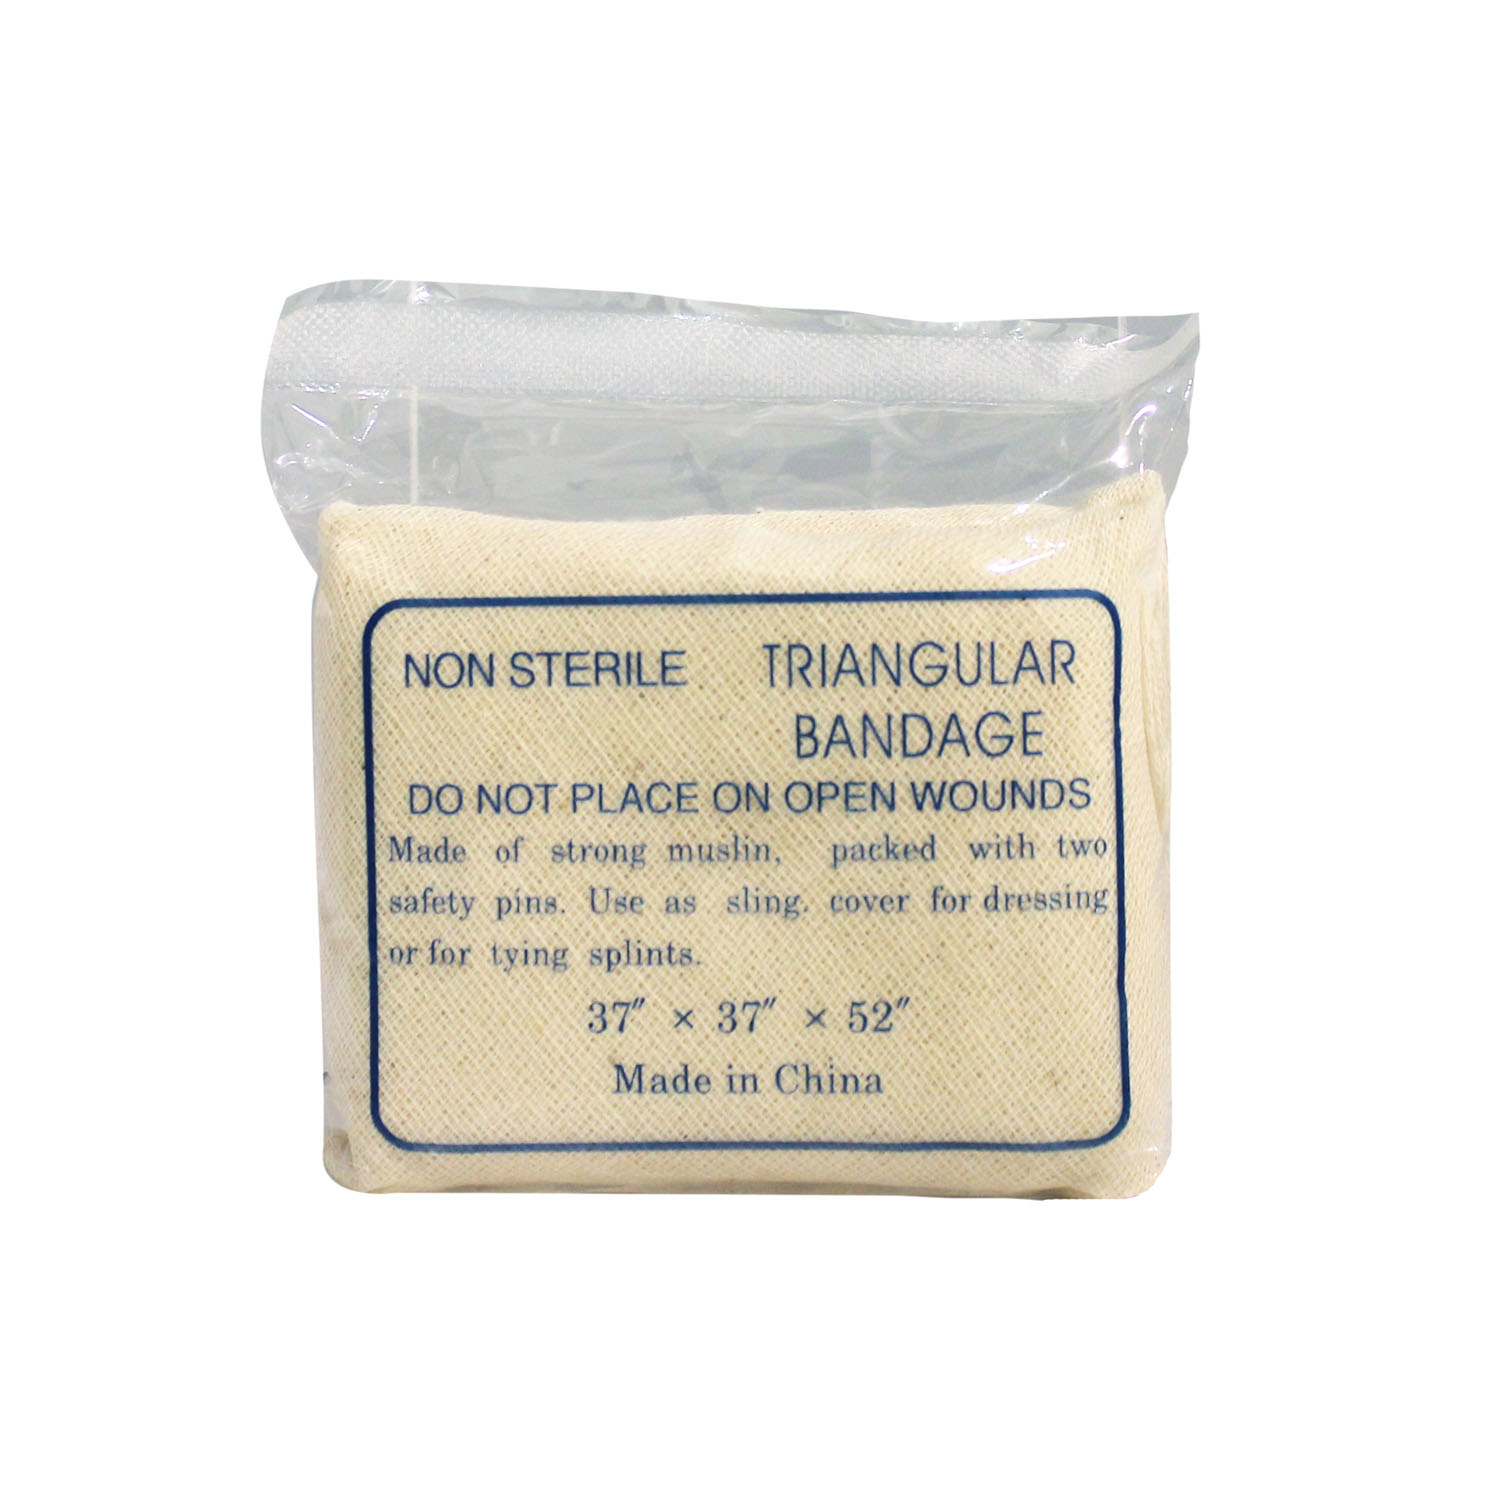 NON STERILE TRIANGULAR
BANDAGE
DO NOT PLACE ON OPEN WOUNDS
Made of strong muslin, packed with two
safety pins. Use as sling. cover for dressing
or for tying splints.
37" × 37" × 52"
Made in China